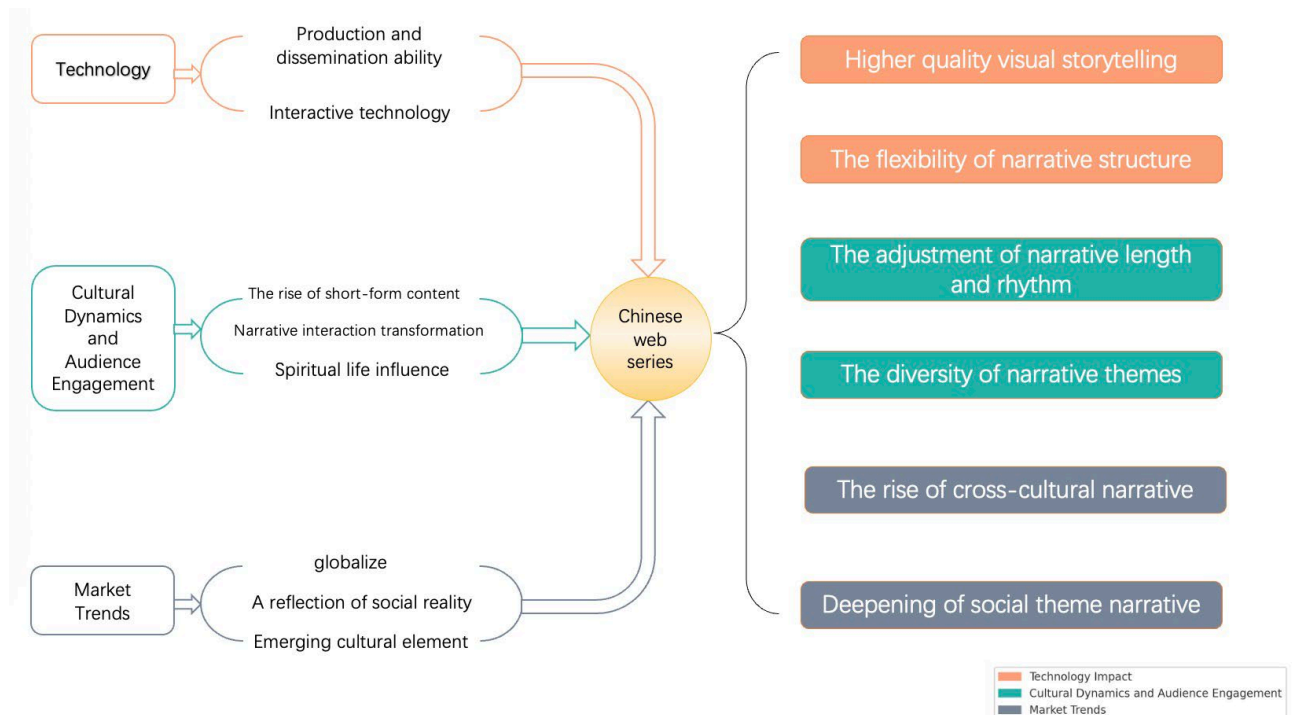 Technology
Production and
dissemination ability
Interactive technology
Cultural
Dynamics
and
Audience
Engagement
The rise of short-form content
Narrative interaction transformation
Spiritual life influence
Market
Trends
globalize
A reflection of social reality
Emerging cultural element
Chinese
web
series
Higher quality visual storytelling
The flexibility of narrative structure
The adjustment of narrative length
and rhythm
The diversity of narrative themes
The rise of cross-cultural narrative
Deepening of social theme narrative
Technology Impact
Cultural Dynamics and Audience Engagement
Market Trends